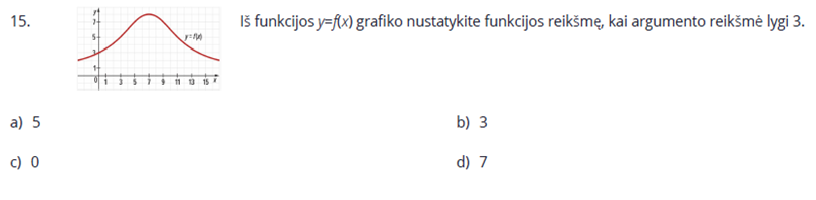 15.
Iš funkcijos y=f(x) grafiko nustatykite funkcijos reikšmę, kai argumento reikšmė lygi 3.
y
7
5
y=f(x)
3
1
0 1 3 5 7 9 11 13 15 x
a) 5
b) 3
c) 0
d) 7